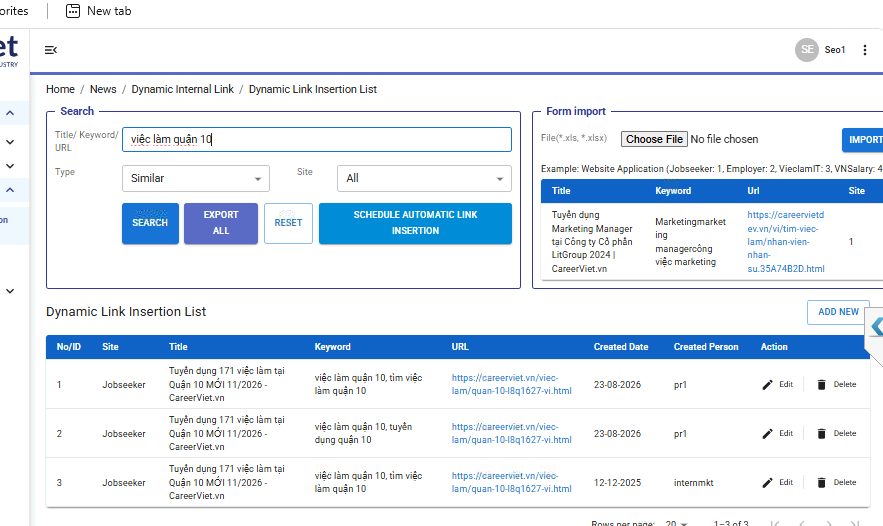 orites
New tab
et
USTRY
SE
Seo1
Home / News / Dynamic Internal Link / Dynamic Link Insertion List
Search
Title/ Keyword/
URL
việc làm quận 10
Type
Similar
Site
All
SEARCH
EXPORT
ALL
RESET
SCHEDULE AUTOMATIC LINK
INSERTION
Form import
File(*.xls, *.xlsx)
Choose File No file chosen
IMPORT
Example: Website Application (Jobseeker: 1, Employer: 2, VieclamIT: 3, VNSalary: 4
Title
Keyword
Url
Site
Tuyển dụng
Marketing Manager
tại Công ty Cổ phần
LitGroup 2024 |
CareerViet.vn
Marketingmarket
ing
managercông
việc marketing
https://careervietd
ev.vn/vi/tim-viec-
lam/nhan-vien-
nhan-
su.35A74B2D.html
1
on
Dynamic Link Insertion List
ADD NEW
No/ID
Site
Title
Keyword
URL
Created Date
Created Person
Action
1
Jobseeker
Tuyển dụng 171 việc làm tại
Quận 10 MỚI 11/2026 -
CareerViet.vn
việc làm quận 10, tìm việc
làm quận 10
https://careerviet.vn/viec-
lam/quan-10-l8q1627-vi.html
23-08-2026
pr1
Edit
Delete
2
Jobseeker
Tuyển dụng 171 việc làm tại
Quận 10 MỚI 11/2026 -
CareerViet.vn
việc làm quận 10, tuyển
dụng quận 10
https://careerviet.vn/viec-
lam/quan-10-l8q1627-vi.html
23-08-2026
pr1
Edit
Delete
3
Jobseeker
Tuyển dụng 171 việc làm tại
Quận 10 MỚI 11/2026 -
CareerViet.vn
việc làm quận 10, tìm việc
làm quận 10
https://careerviet.vn/viec-
lam/quan-10-l8q1627-vi.html
12-12-2025
internmkt
Edit
Delete
Rows per page: 20
1–3 of 3